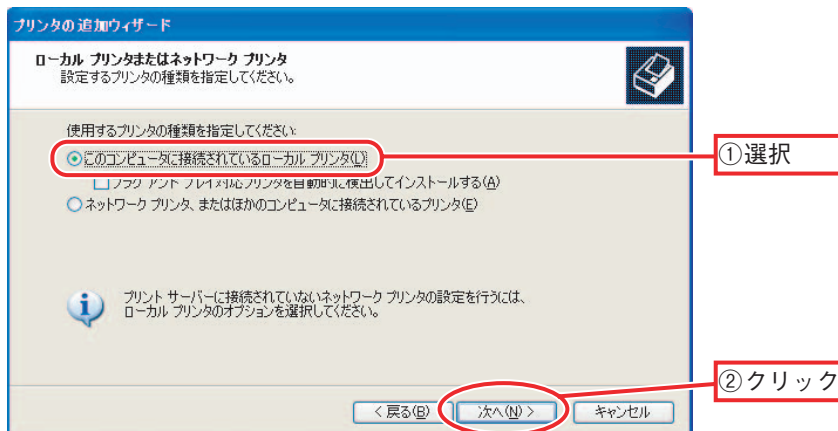 プリンタの追加ウィザード
ローカル プリンタまたはネットワーク プリンタ
設定するプリンタの種類を指定してください。
使用するプリンタの種類を指定してください:
このコンピュータに接続されているローカル プリンタ(L)
プラグ アンド プレイ対応プリンタを自動的に検出してインストールする(A)
ネットワーク プリンタ、またはほかのコンピュータに接続されているプリンタ(E)
プリント サーバーに接続されていないネットワーク プリンタの設定を行うには、
ローカル プリンタのオプションを選択してください。
< 戻る(B)
次へ(N) >
キャンセル
①選択
②クリック